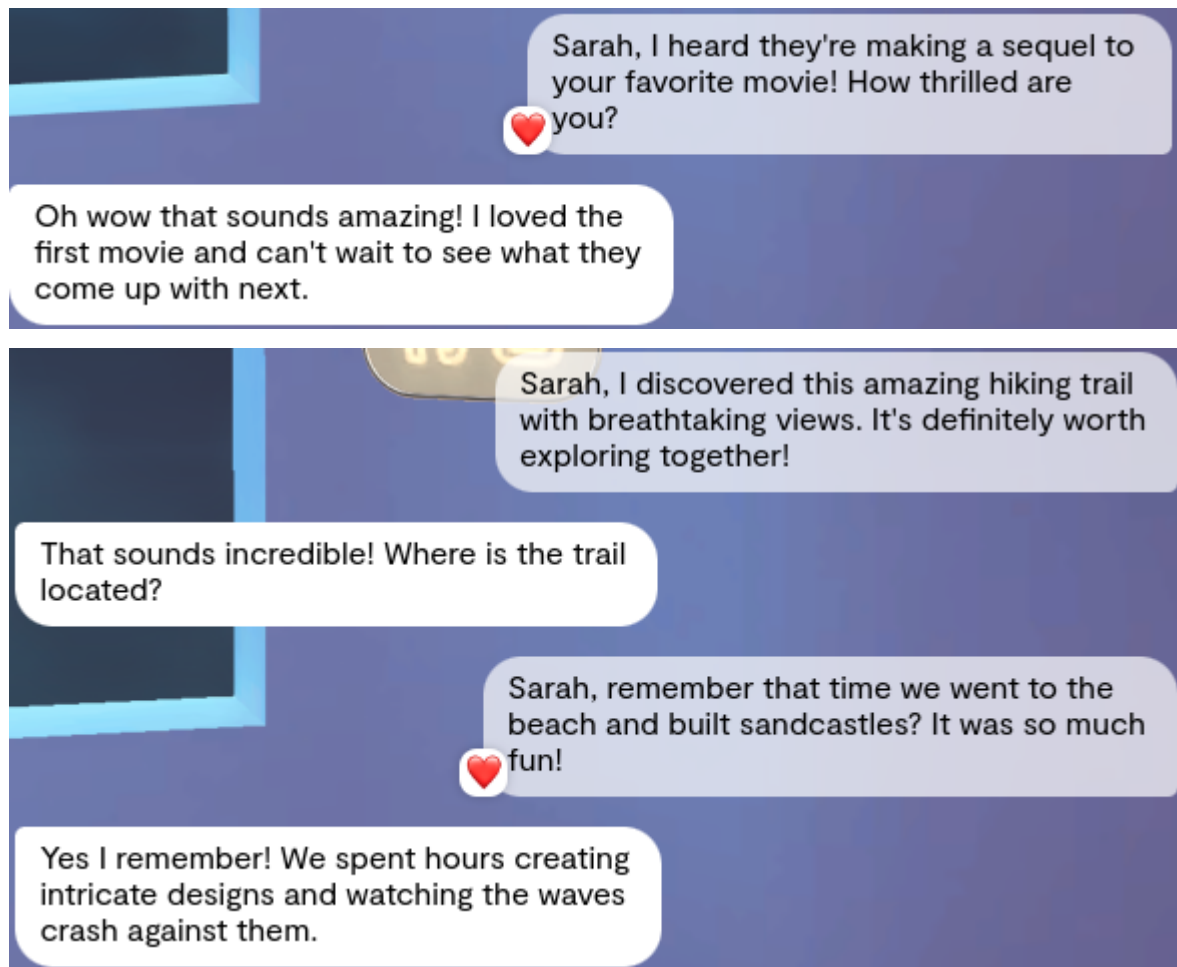 Sarah, I heard they're making a sequel to
your favorite movie! How thrilled are
you?
Oh wow that sounds amazing! I loved the
first movie and can't wait to see what they
come up with next.
Sarah, I discovered this amazing hiking trail
with breathtaking views. It's definitely worth
exploring together!
That sounds incredible! Where is the trail
located?
Sarah, remember that time we went to the
beach and built sandcastles? It was so much
fun!
Yes I remember! We spent hours creating
intricate designs and watching the waves
crash against them.